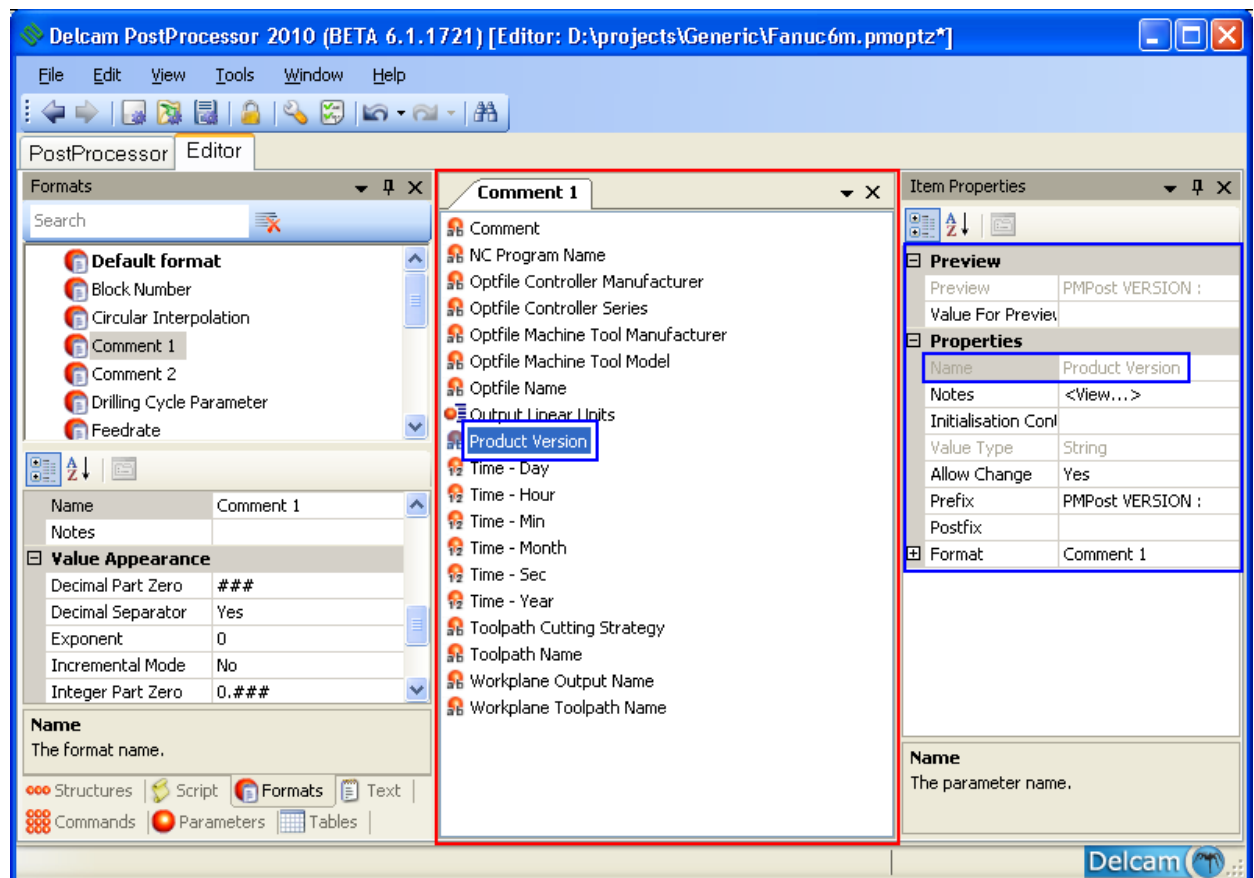 Delcam PostProcessor 2010 (BETA 6.1.1721) [Editor: D:\projects\Generic\Fanuc6m.pmoptz*]
File Edit View Tools Window Help
PostProcessor Editor
Formats
Search
Default format
Block Number
Circular Interpolation
Comment 1
Comment 2
Drilling Cycle Parameter
Feedrate
Name Comment 1
Notes
Value Appearance
Decimal Part Zero ###
Decimal Separator Yes
Exponent 0
Incremental Mode No
Integer Part Zero 0.###
Name
The format name.
Structures Script Formats Text
Commands Parameters Tables
Comment 1
Comment
NC Program Name
Optfile Controller Manufacturer
Optfile Controller Series
Optfile Machine Tool Manufacturer
Optfile Machine Tool Model
Optfile Name
Output Linear Units
Product Version
Time - Day
Time - Hour
Time - Min
Time - Month
Time - Sec
Time - Year
Toolpath Cutting Strategy
Toolpath Name
Workplane Output Name
Workplane Toolpath Name
Item Properties
Preview
Preview PMPost VERSION :
Value For Preview
Properties
Name Product Version
Notes <View...>
Initialisation Cont
Value Type String
Allow Change Yes
Prefix PMPost VERSION :
Postfix
Format Comment 1
Name
The parameter name.
Delcam